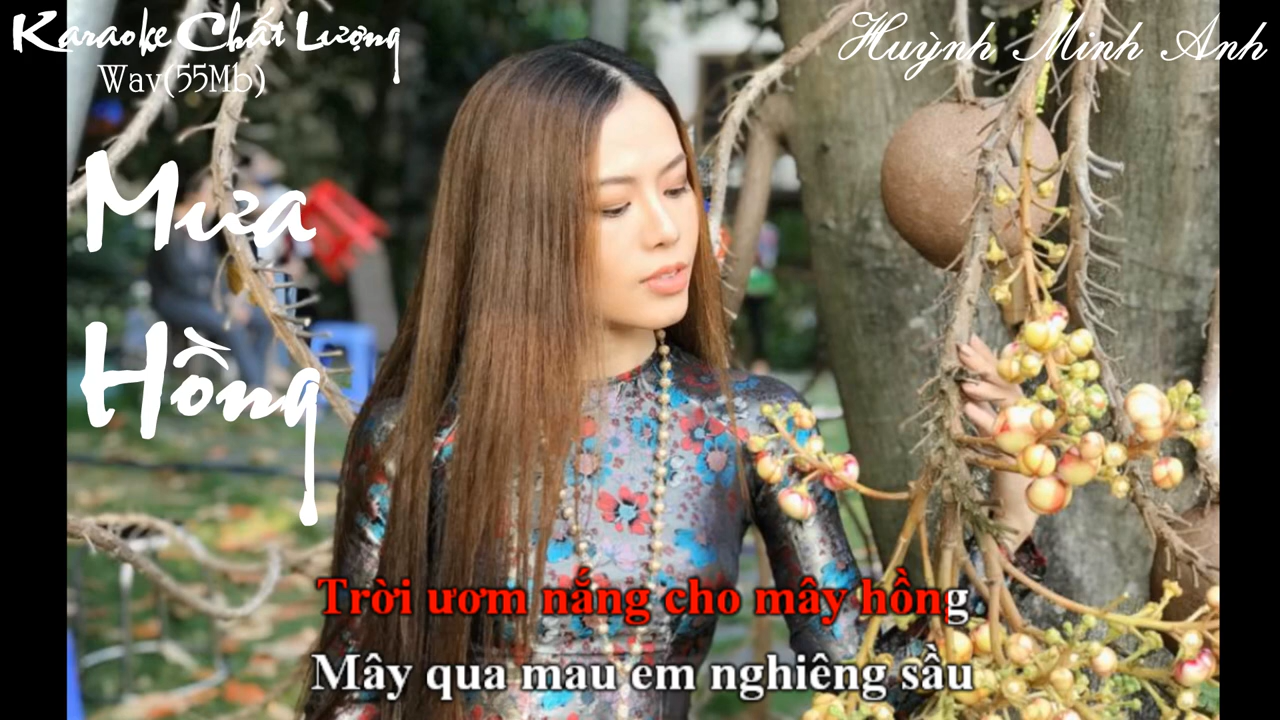 Karaoke Chất Lượng
Wav(55Mb)
Huỳnh Minh Anh
Mưa
Hồng
Trời ươm nắng cho mây hồng
Mây qua mau em nghiêng sầu